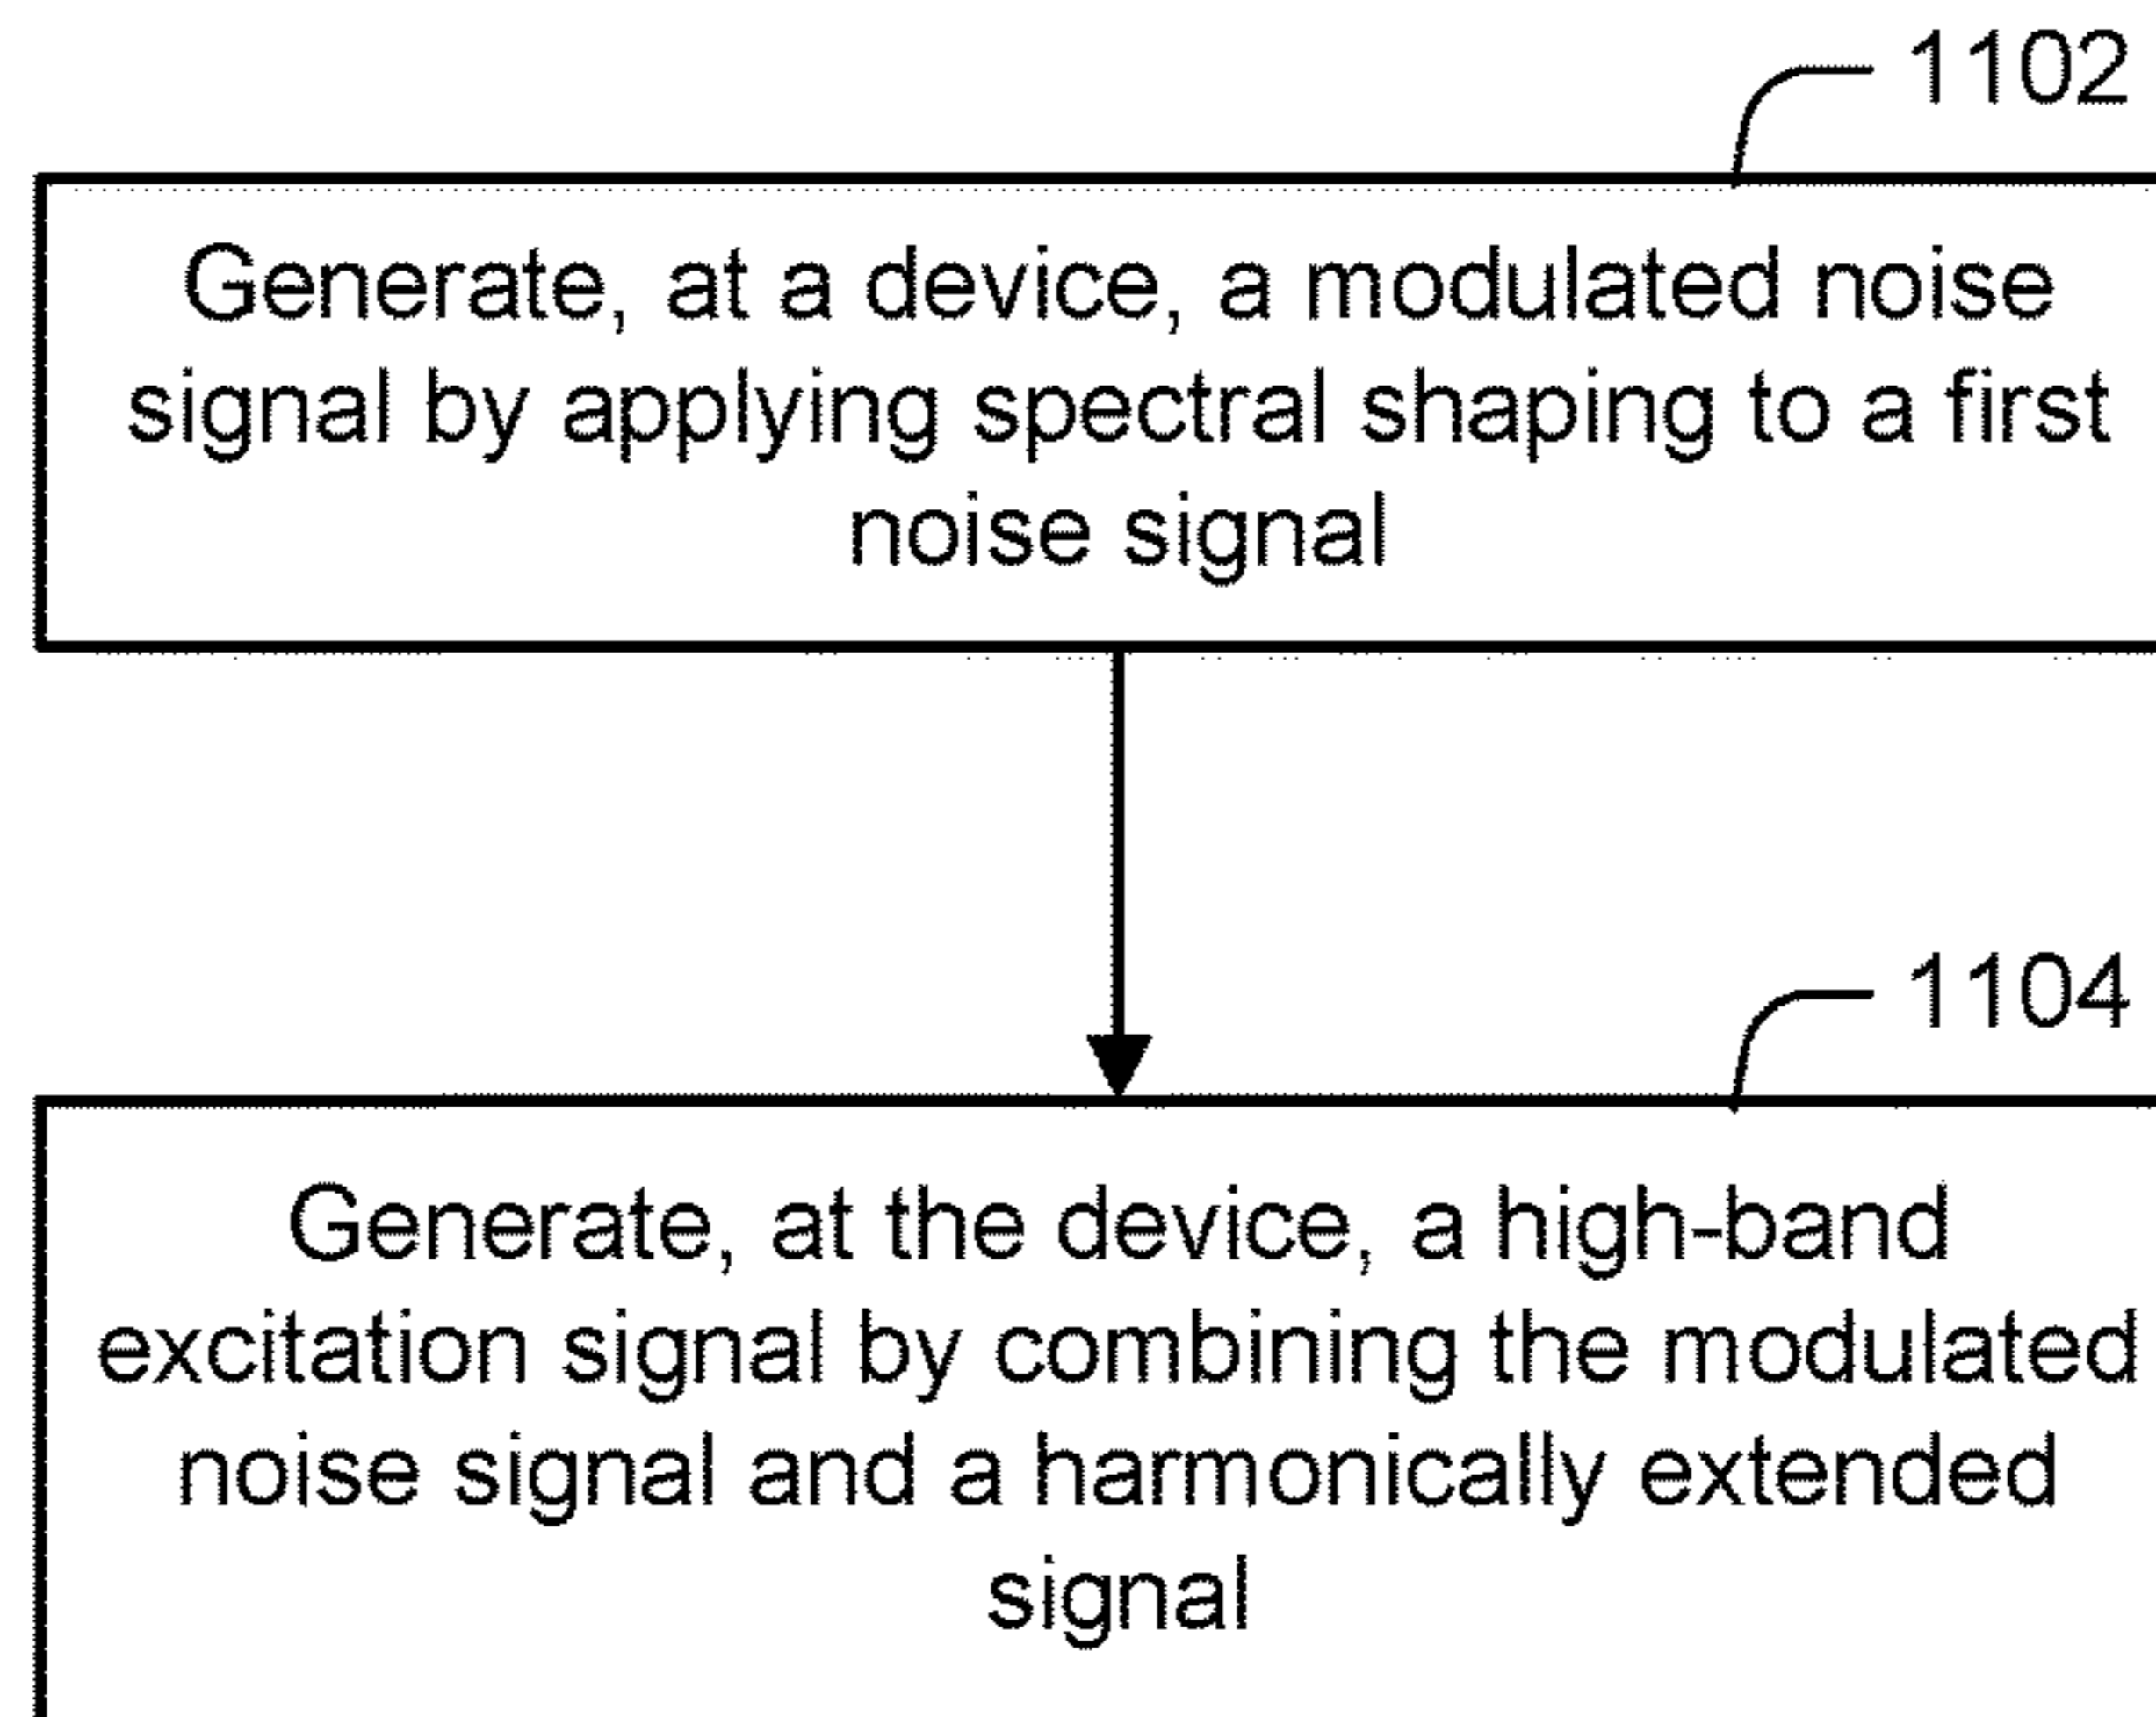 1102
Generate, at a device, a modulated noise
signal by applying spectral shaping to a first
noise signal
1104
Generate, at the device, a high-band
excitation signal by combining the modulated
noise signal and a harmonically extended
signal